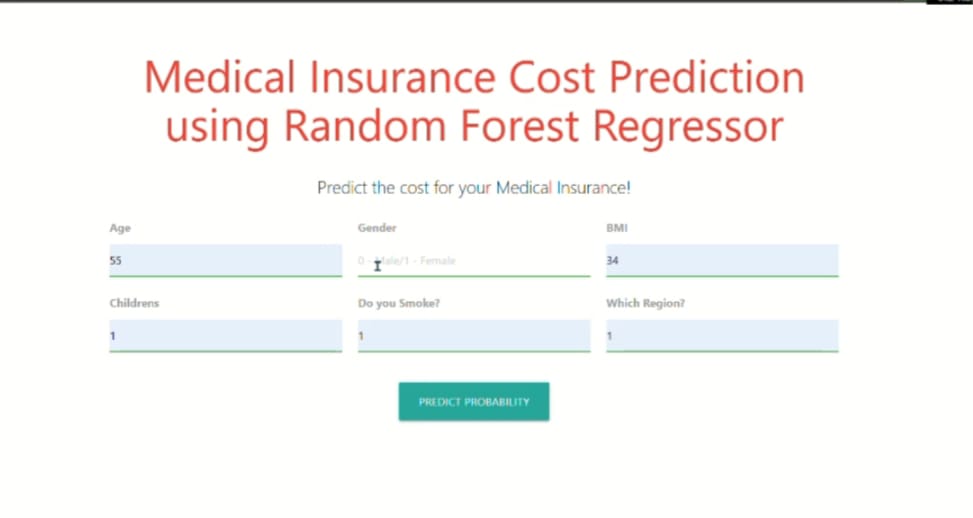 Medical Insurance Cost Prediction
using Random Forest Regressor
Predict the cost for your Medical Insurance!
Age
Gender
BMI
55
0 - Male/1 - Female
34
Childrens
Do you Smoke?
Which Region?
1
1
1
PREDICT PROBABILITY